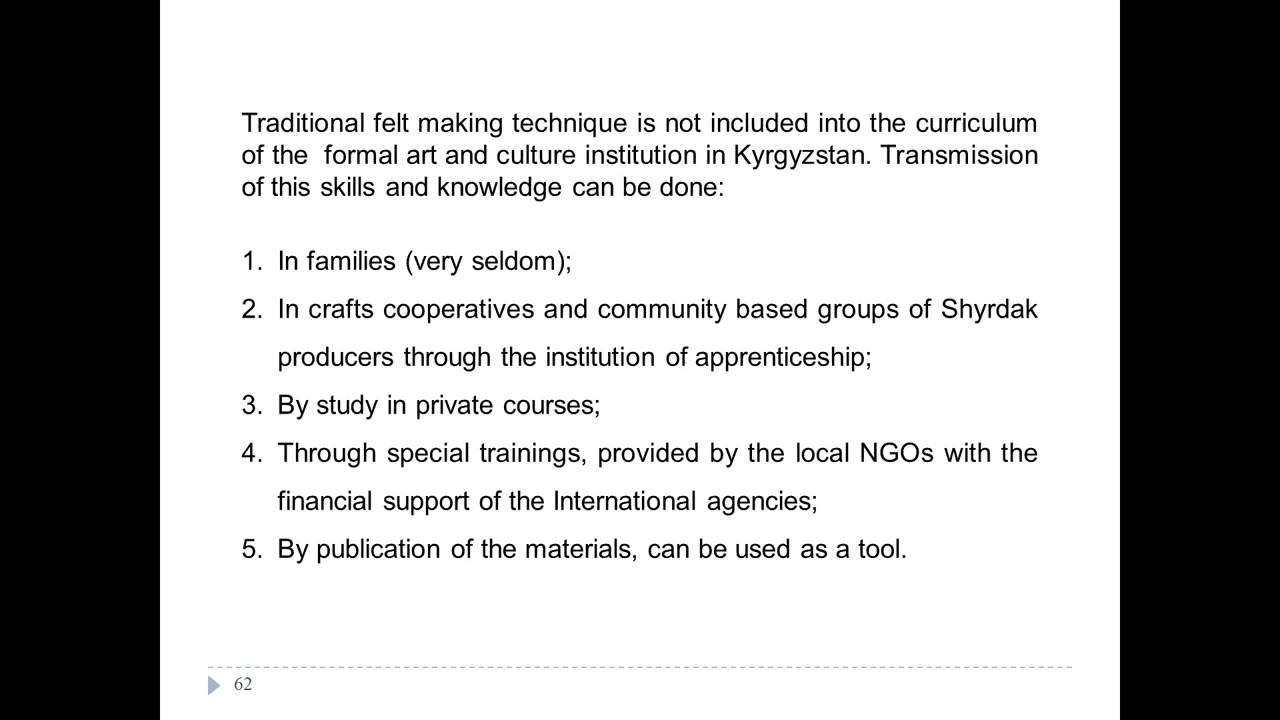 Traditional felt making technique is not included into the curriculum
of the  formal art and culture institution in Kyrgyzstan. Transmission
of this skills and knowledge can be done:
1. In families (very seldom);
2. In crafts cooperatives and community based groups of Shyrdak
producers through the institution of apprenticeship;
3. By study in private courses;
4. Through special trainings, provided by the local NGOs with the
financial support of the International agencies;
5. By publication of the materials, can be used as a tool.
62